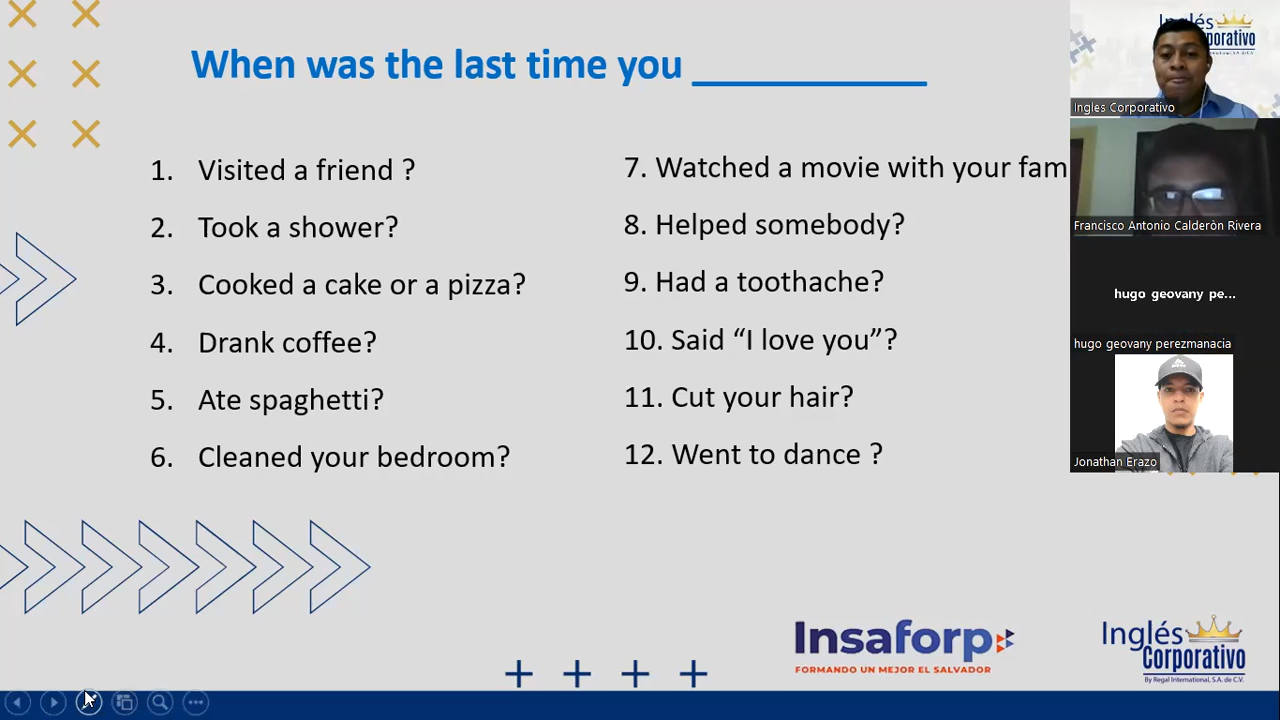 When was the last time you __________
1. Visited a friend ?
2. Took a shower?
3. Cooked a cake or a pizza?
4. Drank coffee?
5. Ate spaghetti?
6. Cleaned your bedroom?
7. Watched a movie with your fam
8. Helped somebody?
9. Had a toothache?
10. Said “I love you”?
11. Cut your hair?
12. Went to dance ?
Inglés
porativo
Ingles Corporativo
Francisco Antonio Calderòn Rivera
hugo geovany pe...
hugo geovany perezmanacia
Jonathan Erazo
Insaforp
FORMANDO UN MEJOR EL SALVADOR
Inglés
Corporativo
By Regal International, S.A. de C.V.